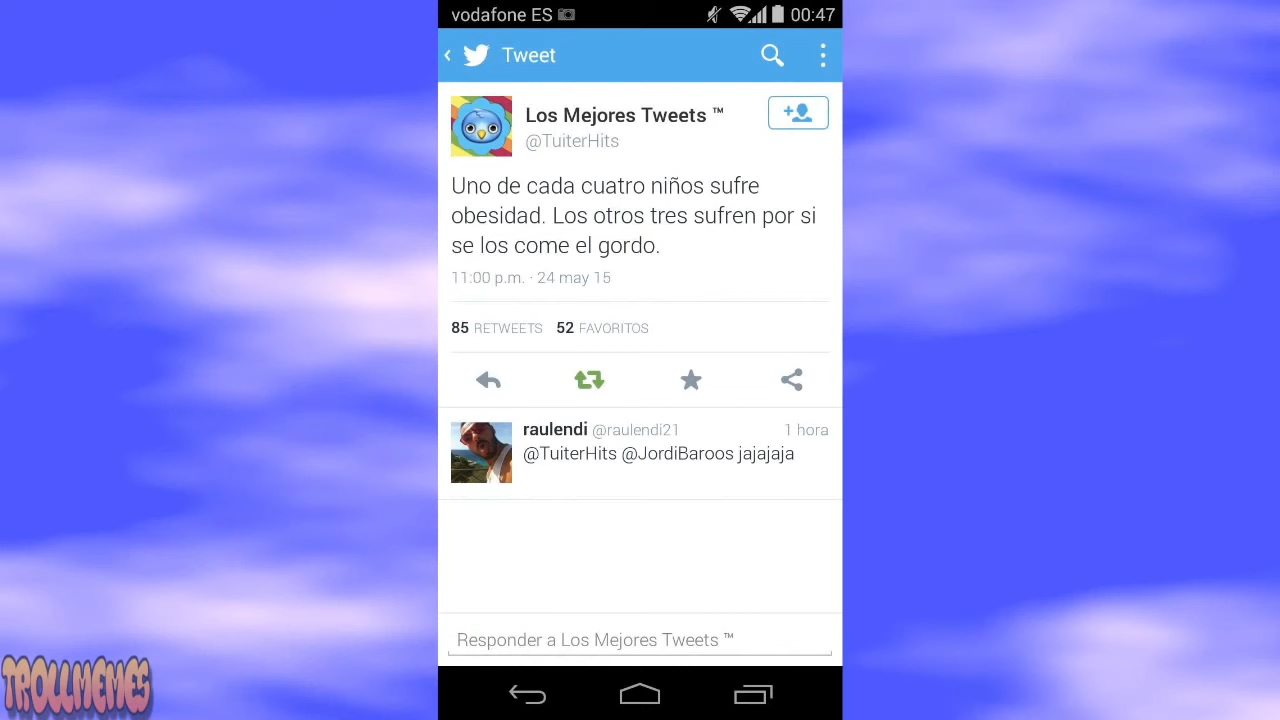 vodafone ES
00:47
Tweet
Los Mejores Tweets ™
@TuiterHits
Uno de cada cuatro niños sufre
obesidad. Los otros tres sufren por si
se los come el gordo.
11:00 p.m. · 24 may 15
85 RETWEETS 52 FAVORITOS
raulendi @raulendi21 1 hora
@TuiterHits @JordiBaroos jajajaja
Responder a Los Mejores Tweets ™
TROLLMEMES